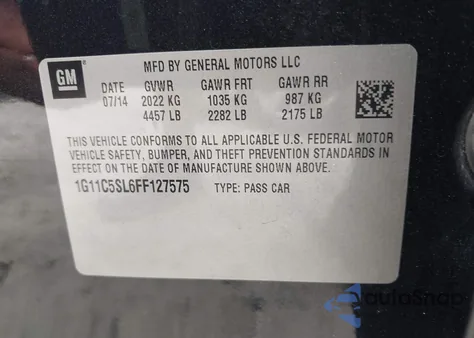 GM
MFD BY GENERAL MOTORS LLC
DATE GVWR GAWR FRT GAWR RR
07/14 2022 KG 1035 KG 987 KG
4457 LB 2282 LB 2175 LB
THIS VEHICLE CONFORMS TO ALL APPLICABLE U.S. FEDERAL MOTOR
VEHICLE SAFETY, BUMPER, AND THEFT PREVENTION STANDARDS IN
EFFECT ON THE DATE OF MANUFACTURE SHOWN ABOVE.
1G11C5SL6FF127575 TYPE: PASS CAR
autoSnap